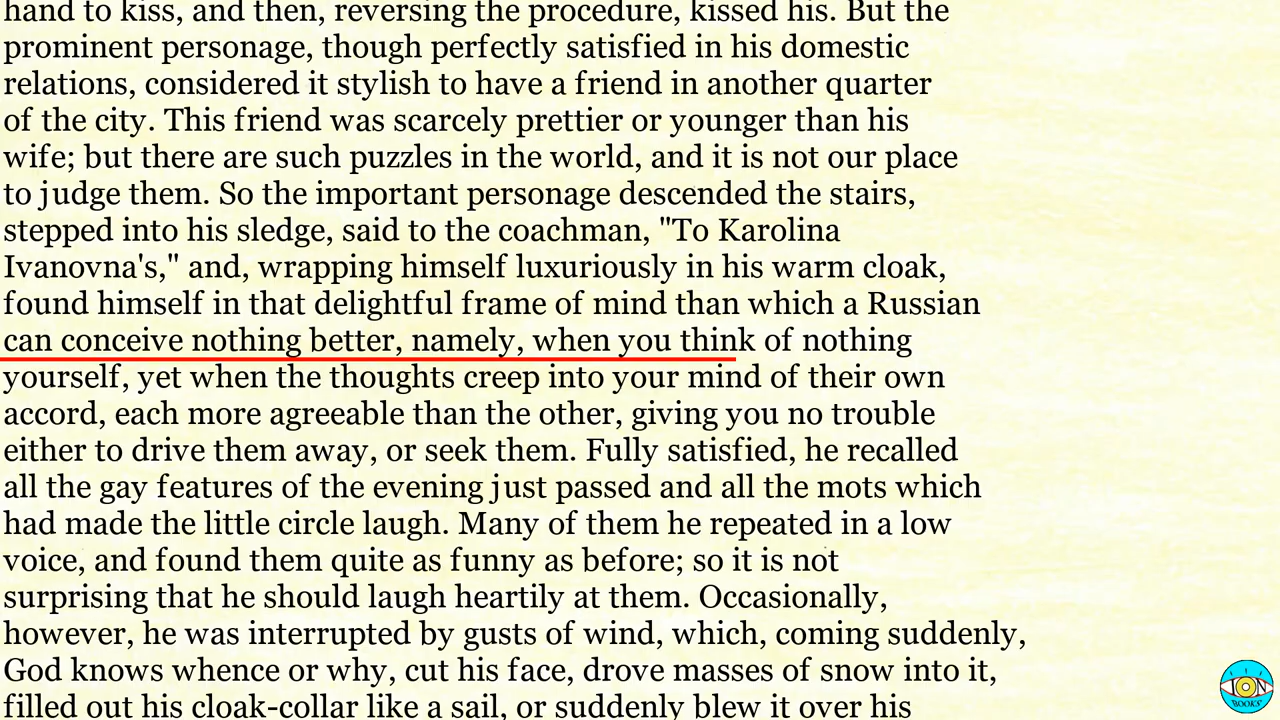 hand to kiss, and then, reversing the procedure, kissed his. But the
prominent personage, though perfectly satisfied in his domestic
relations, considered it stylish to have a friend in another quarter
of the city. This friend was scarcely prettier or younger than his
wife; but there are such puzzles in the world, and it is not our place
to judge them. So the important personage descended the stairs,
stepped into his sledge, said to the coachman, "To Karolina
Ivanovna's," and, wrapping himself luxuriously in his warm cloak,
found himself in that delightful frame of mind than which a Russian
can conceive nothing better, namely, when you think of nothing
yourself, yet when the thoughts creep into your mind of their own
accord, each more agreeable than the other, giving you no trouble
either to drive them away, or seek them. Fully satisfied, he recalled
all the gay features of the evening just passed and all the mots which
had made the little circle laugh. Many of them he repeated in a low
voice, and found them quite as funny as before; so it is not
surprising that he should laugh heartily at them. Occasionally,
however, he was interrupted by gusts of wind, which, coming suddenly,
God knows whence or why, cut his face, drove masses of snow into it,
filled out his cloak-collar like a sail, or suddenly blew it over his
ION
BOOKS